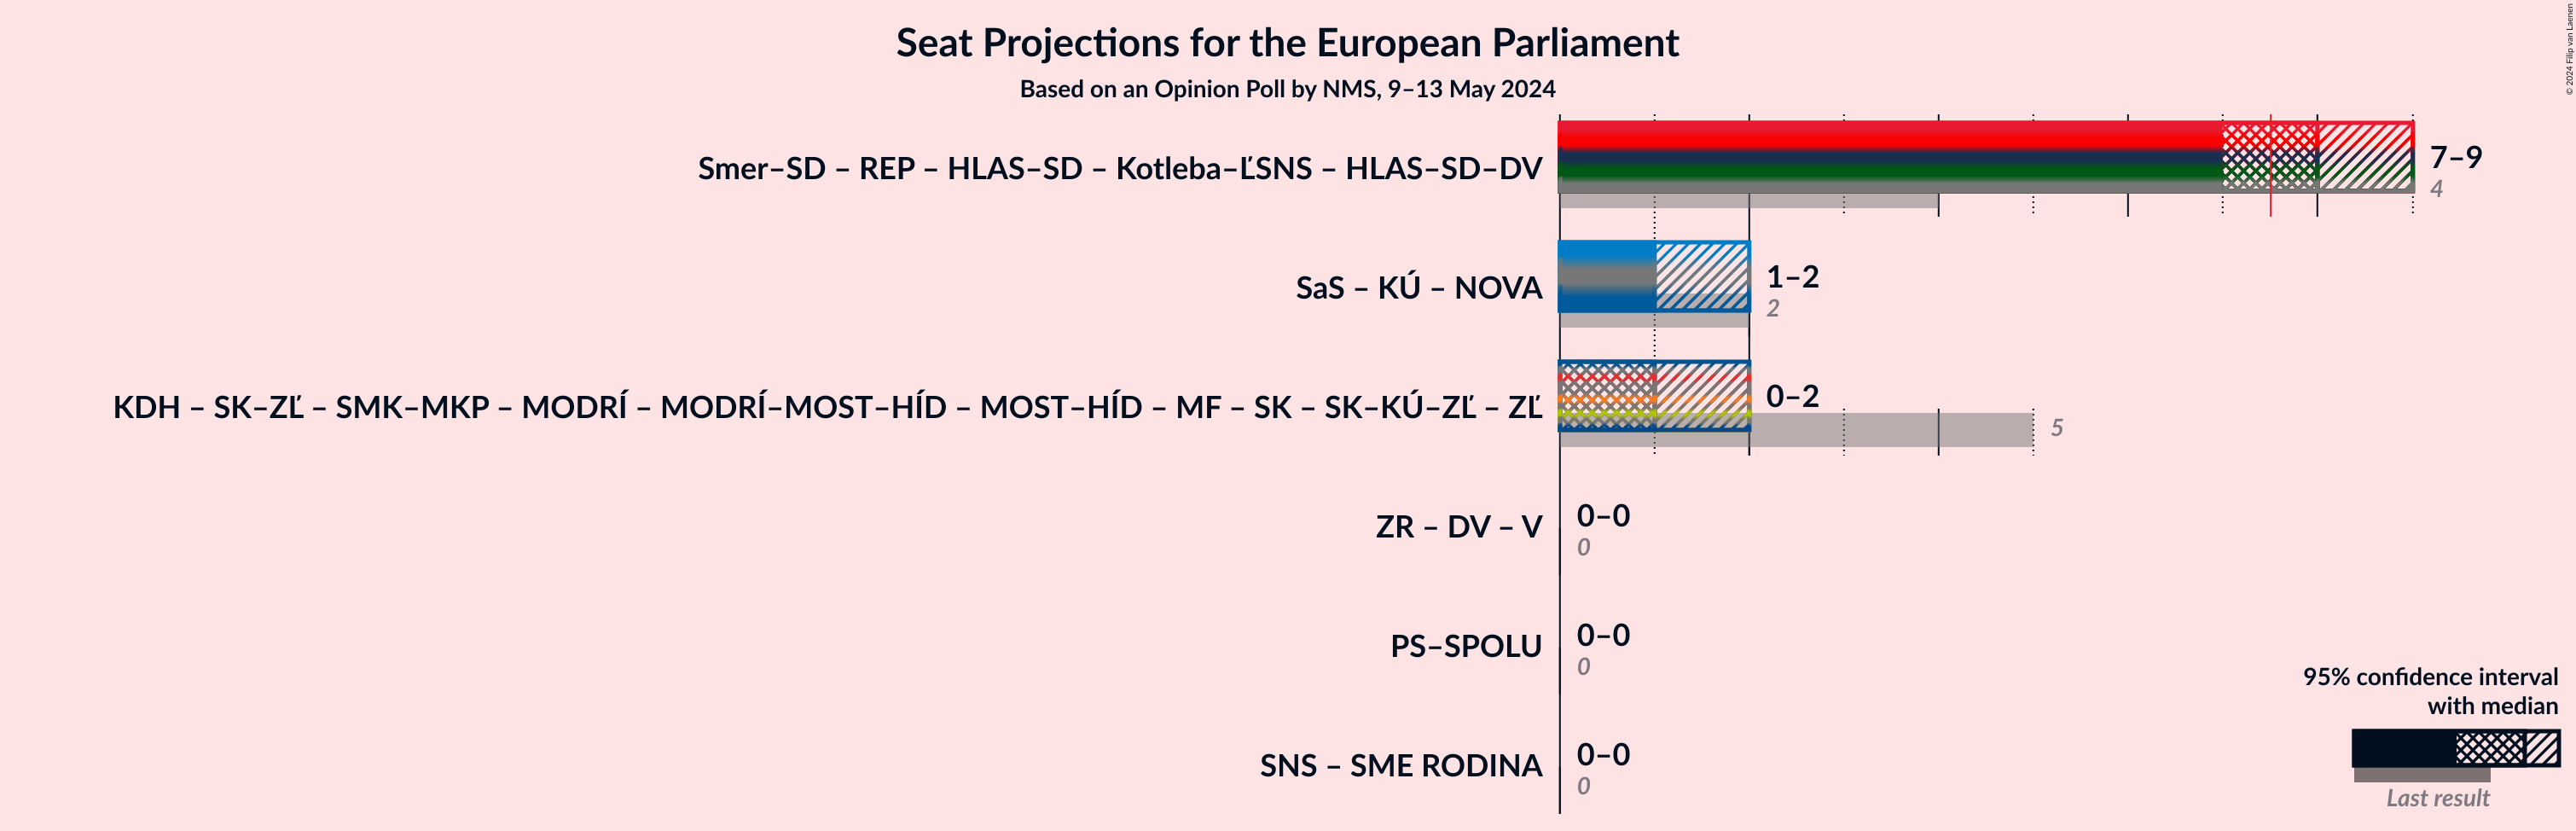 Seat Projections for the European Parliament
Based on an Opinion Poll by NMS, 9–13 May 2024
© 2024 Filip van Laenen
Smer–SD – REP – HLAS–SD – Kotleba–ĽSNS – HLAS–SD–DV
7–9
4
SaS – KÚ – NOVA
1–2
2
KDH – SK–ZĽ – SMK–MKP – MODRÍ – MODRÍ–MOST–HÍD – MOST–HÍD – MF – SK – SK–KÚ–ZĽ – ZĽ
0–2
5
ZR – DV – V
0–0
0
PS–SPOLU
0–0
0
SNS – SME RODINA
0–0
0
95% confidence interval
with median
Last result